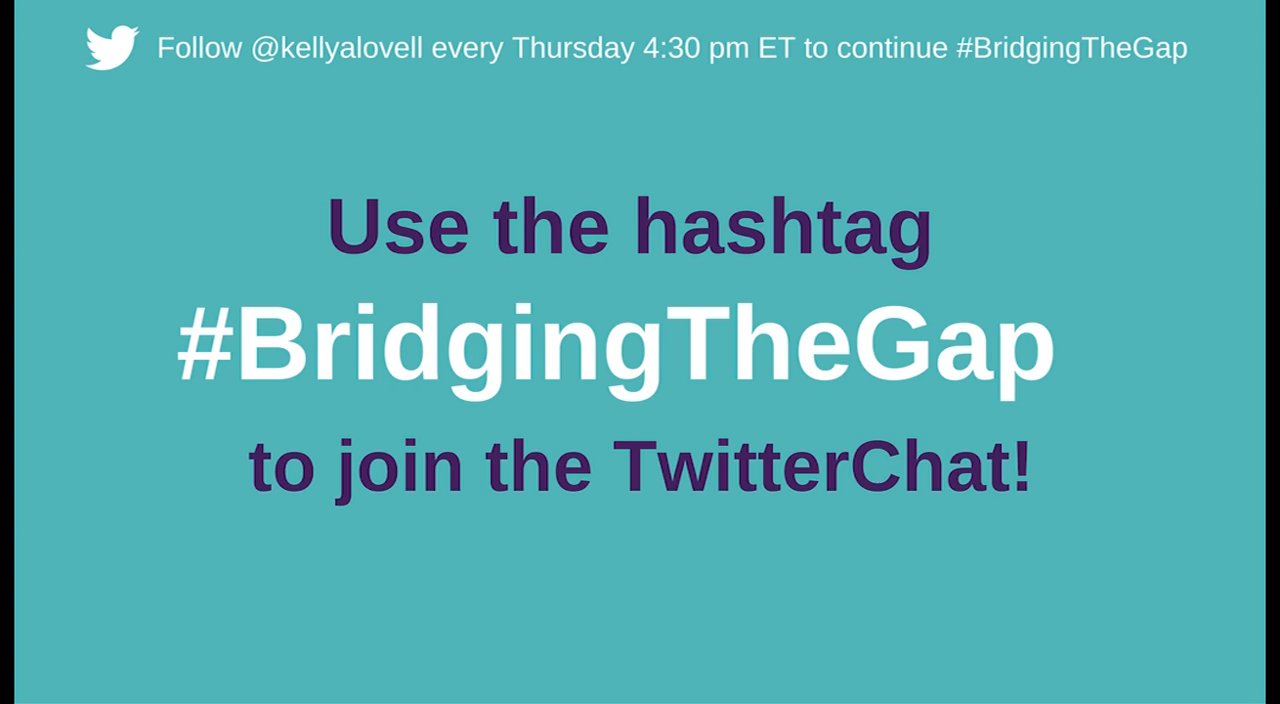 Follow @kellyalovell every Thursday 4:30 pm ET to continue #BridgingTheGap
Use the hashtag
#BridgingTheGap
to join the TwitterChat!